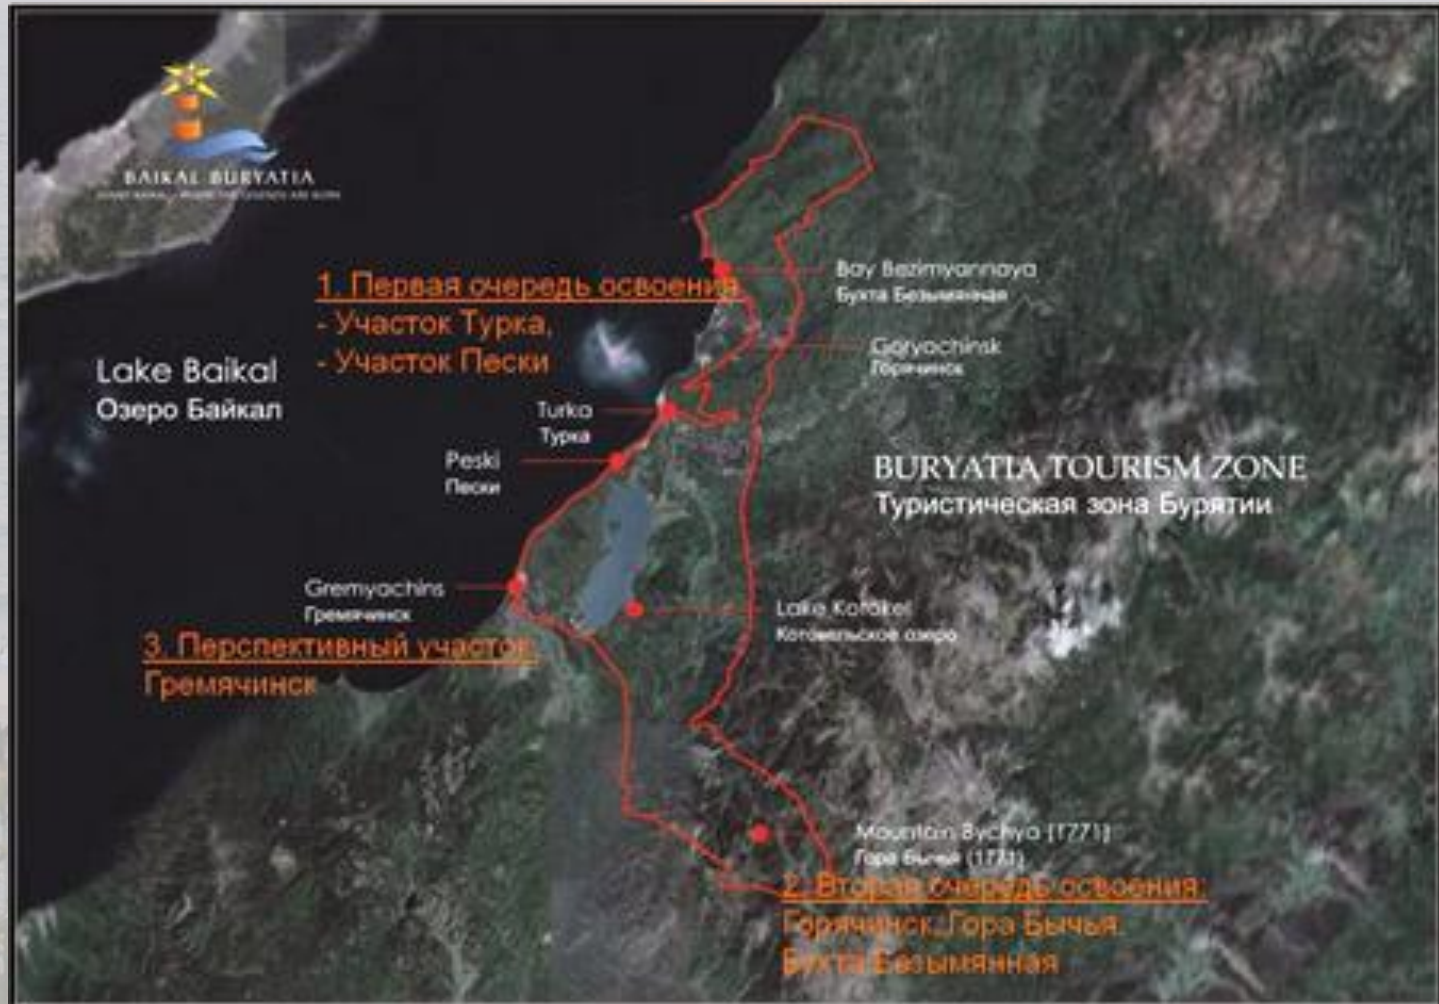 BAIKAL BURYATIA
1. Первая очередь освоения
- Участок Турка,
- Участок Пески
Bay Bezimyannaya
Бухта Безымянная
Goryachinsk
Горячинск
Lake Baikal
Озеро Байкал
Turka
Турка
Peski
Пески
BURYATIA TOURISM ZONE
Туристическая зона Бурятии
Gremyachins
Гремячинск
Lake Kotokel
Котокельское озеро
3. Перспективный участок
Гремячинск
Mountain Bychya (1771)
Гора Бычья (1771)
2. Вторая очередь освоения:
Горячинск, Гора Бычья,
Бухта Безымянная